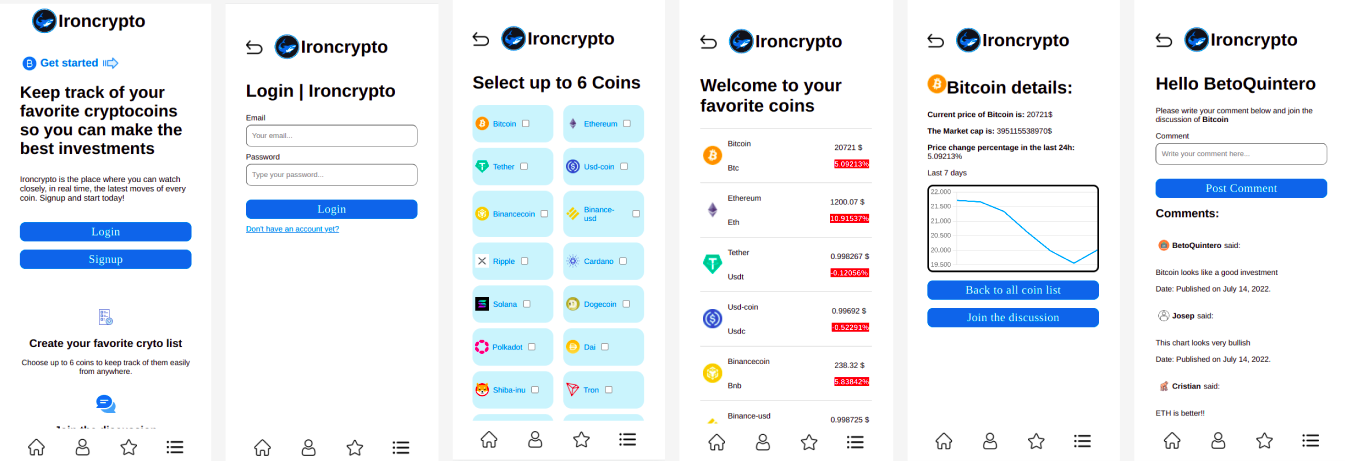 Ironcrypto
Get started
Keep track of your
favorite cryptocoins
so you can make the
best investments
Ironcrypto is the place where you can watch
closely, in real time, the latest moves of every
coin. Signup and start today!
Login
Signup
Create your favorite cryto list
Choose up to 6 coins to keep track of them easily
from anywhere.
Join the discussion
Ironcrypto
Login | Ironcrypto
Email
Your email...
Password
Type your password...
Login
Don't have an account yet?
Ironcrypto
Select up to 6 Coins
Bitcoin
Ethereum
Tether
Usd-coin
Binancecoin
Binance-
usd
Ripple
Cardano
Solana
Dogecoin
Polkadot
Dai
Shiba-inu
Tron
Ironcrypto
Welcome to your
favorite coins
Bitcoin
20721 $
Btc
5.09213%
Ethereum
1200.07 $
Eth
10.91537%
Tether
0.998267 $
Usdt
-0.12056%
Usd-coin
0.99692 $
Usdc
-0.52291%
Binancecoin
238.32 $
Bnb
5.83842%
Binance-usd
0.998725 $
Ironcrypto
Bitcoin details:
Current price of Bitcoin is: 20721$
The Market cap is: 395115538970$
Price change percentage in the last 24h:
5.09213%
Last 7 days
22.000
21.500
21.000
20.500
20.000
19.500
Back to all coin list
Join the discussion
Ironcrypto
Hello BetoQuintero
Please write your comment below and join the
discussion of Bitcoin
Comment
Write your comment here...
Post Comment
Comments:
BetoQuintero said:
Bitcoin looks like a good investment
Date: Published on July 14, 2022.
Josep said:
This chart looks very bullish
Date: Published on July 14, 2022.
Cristian said:
ETH is better!!